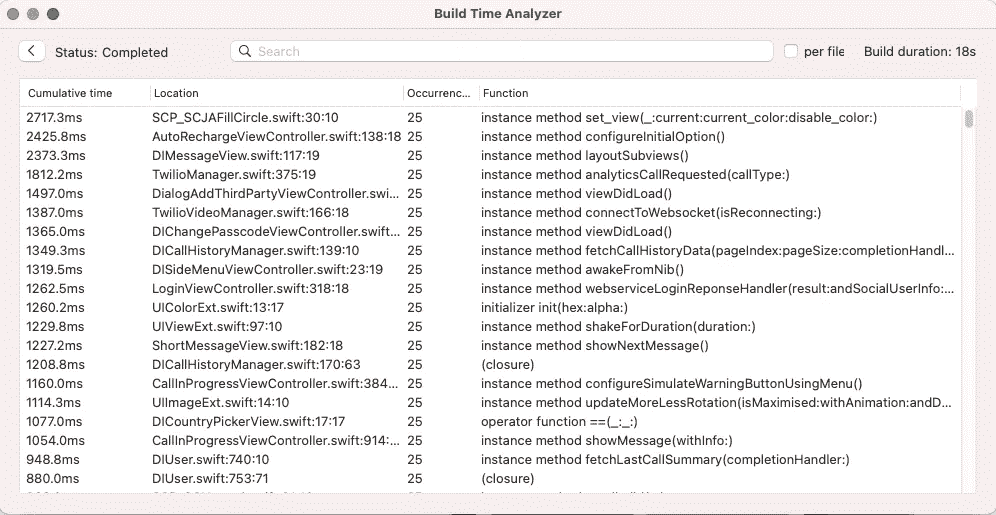 Build Time Analyzer
Status: Completed Search per file Build duration: 18s
Cumulative time Location Occurrenc... Function
2717.3ms SCP_SCJAFillCircle.swift:30:10 25 instance method set_view(_:current:current_color:disable_color:)
2425.8ms AutoRechargeViewController.swift:138:18 25 instance method configureInitialOption()
2373.3ms DIMessageView.swift:117:19 25 instance method layoutSubviews()
1812.2ms TwilioManager.swift:375:19 25 instance method analyticsCallRequested(callType:)
1497.0ms DialogAddThirdPartyViewController.swi... 25 instance method viewDidLoad()
1387.0ms TwilioVideoManager.swift:166:18 25 instance method connectToWebsocket(isReconnecting:)
1365.0ms DIChangePasscodeViewController.swift... 25 instance method viewDidLoad()
1349.3ms DICallHistoryManager.swift:139:10 25 instance method fetchCallHistoryData(pageIndex:pageSize:completionHandl...
1319.5ms DISideMenuViewController.swift:23:19 25 instance method awakeFromNib()
1262.5ms LoginViewController.swift:318:18 25 instance method webserviceLoginReponseHandler(result:andSocialUserInfo:...
1260.2ms UIColorExt.swift:13:17 25 initializer init(hex:alpha:)
1229.8ms UIViewExt.swift:97:10 25 instance method shakeForDuration(duration:)
1227.2ms ShortMessageView.swift:182:18 25 instance method showNextMessage()
1208.8ms DICallHistoryManager.swift:170:63 25 (closure)
1160.0ms CallInProgressViewController.swift:384... 25 instance method configureSimulateWarningButtonUsingMenu()
1114.3ms UIImageExt.swift:14:10 25 instance method updateMoreLessRotation(isMaximised:withAnimation:andD...
1077.0ms DICountryPickerView.swift:17:17 25 operator function ==(_:_:)
1054.0ms CallInProgressViewController.swift:914:... 25 instance method showMessage(withInfo:)
948.8ms DIUser.swift:740:10 25 instance method fetchLastCallSummary(completionHandler:)
880.0ms DIUser.swift:753:71 25 (closure)